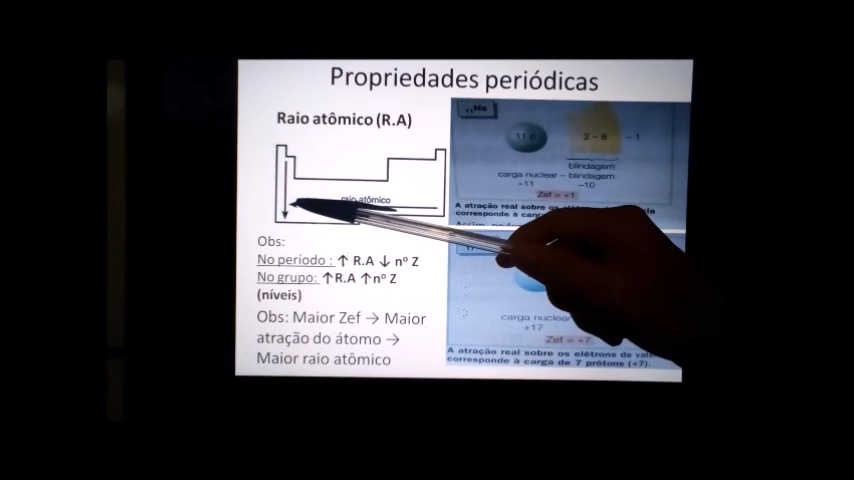 Propriedades periódicas
Raio atômico (R.A)
raio atômico
Obs:
No período : ↑ R.A ↓ nº Z
No grupo: ↑R.A ↑nº Z
(níveis)
Obs: Maior Zef → Maior
atração do átomo →
Maior raio atômico
₁₁Na
11 p
2 – 8 – 1
blindagem
carga nuclear – blindagem
+11 –10
Zef = +1
A atração real sobre os
corresponde à
carga nuclear
+17
Zef = +7
A atração real sobre os elétrons de
corresponde à carga de 7 prótons (+7).